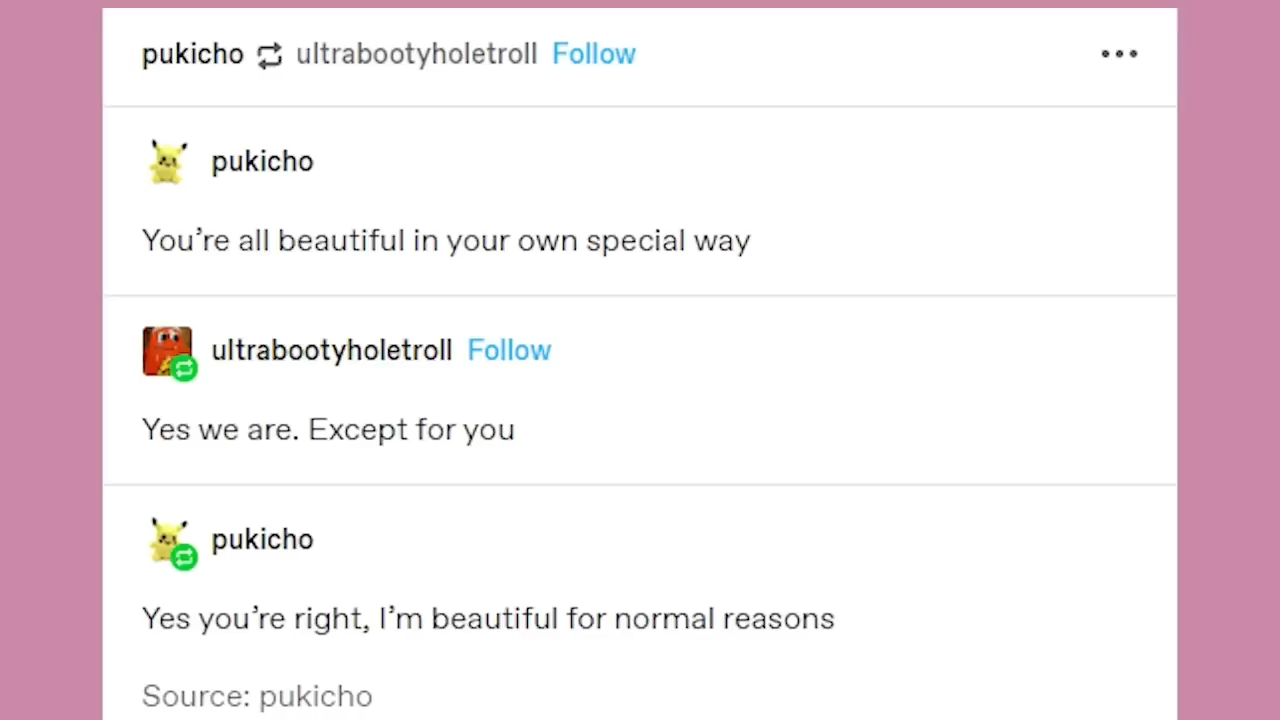 pukicho ultrabootyholetroll Follow
pukicho
You’re all beautiful in your own special way
ultrabootyholetroll Follow
Yes we are. Except for you
pukicho
Yes you’re right, I’m beautiful for normal reasons
Source: pukicho